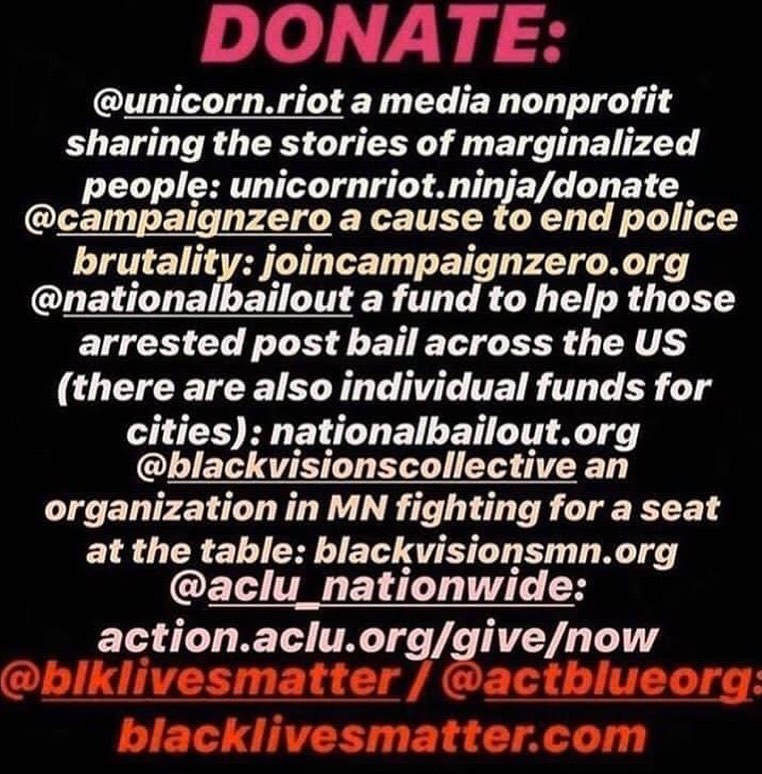 DONATE:
@unicorn.riot a media nonprofit
sharing the stories of marginalized
people: unicornriot.ninja/donate
@campaignzero a cause to end police
brutality: joincampaignzero.org
@nationalbailout a fund to help those
arrested post bail across the US
(there are also individual funds for
cities): nationalbailout.org
@blackvisionscollective an
organization in MN fighting for a seat
at the table: blackvisionsmn.org
@aclu_nationwide:
action.aclu.org/give/now
@blklivesmatter / @actblueorg:
blacklivesmatter.com